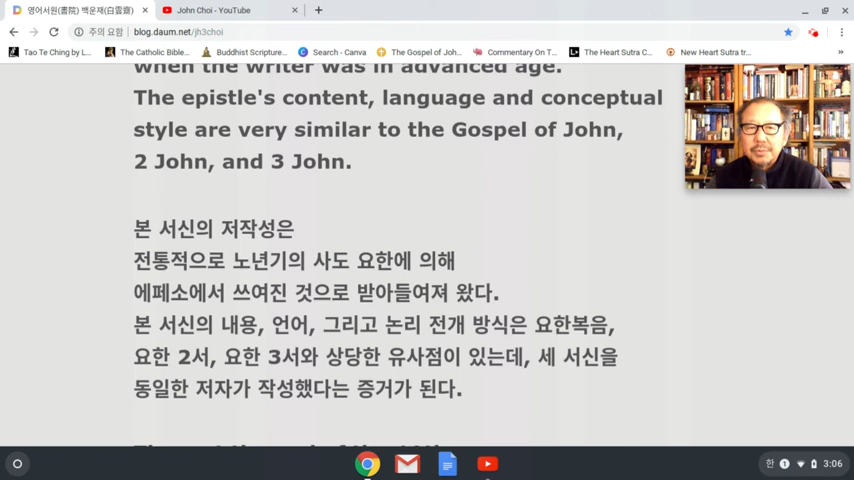 영어서원(書院) 백운재(白雲齋)
John Choi - YouTube
주의 요함
blog.daum.net/jh3choi
Tao Te Ching by L...
The Catholic Bible...
Buddhist Scripture...
Search - Canva
The Gospel of Joh...
Commentary On T...
The Heart Sutra C...
New Heart Sutra tr...
when the writer was in advanced age.
The epistle's content, language and conceptual
style are very similar to the Gospel of John,
2 John, and 3 John.
본 서신의 저작성은
전통적으로 노년기의 사도 요한에 의해
에페소에서 쓰여진 것으로 받아들여져 왔다.
본 서신의 내용, 언어, 그리고 논리 전개 방식은 요한복음,
요한 2서, 요한 3서와 상당한 유사점이 있는데, 세 서신을
동일한 저자가 작성했다는 증거가 된다.
한 1 3:06